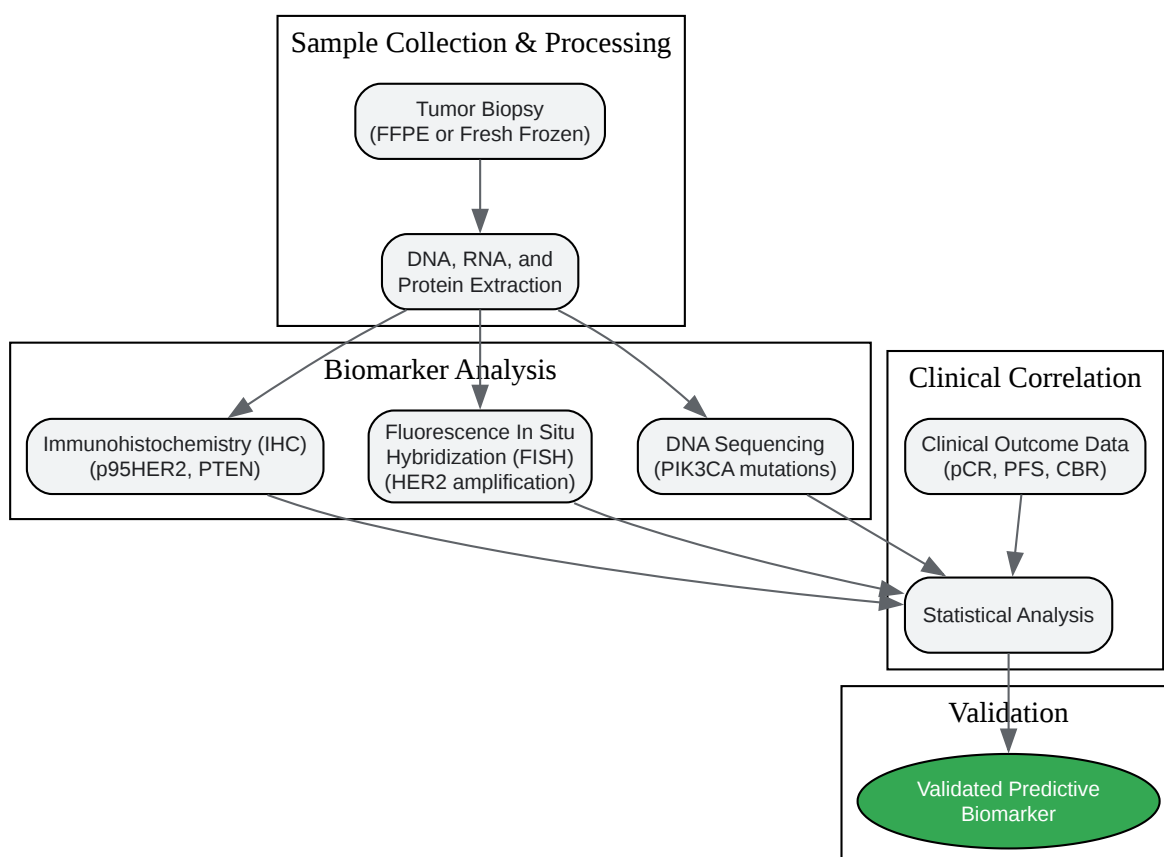 Sample Collection & Processing
Tumor Biopsy
(FFPE or Fresh Frozen)
DNA, RNA, and
Protein Extraction
Biomarker Analysis
Immunohistochemistry (IHC)
(p95HER2, PTEN)
Fluorescence In Situ
Hybridization (FISH)
(HER2 amplification)
DNA Sequencing
(PIK3CA mutations)
Clinical Correlation
Clinical Outcome Data
(pCR, PFS, CBR)
Statistical Analysis
Validation
Validated Predictive
Biomarker